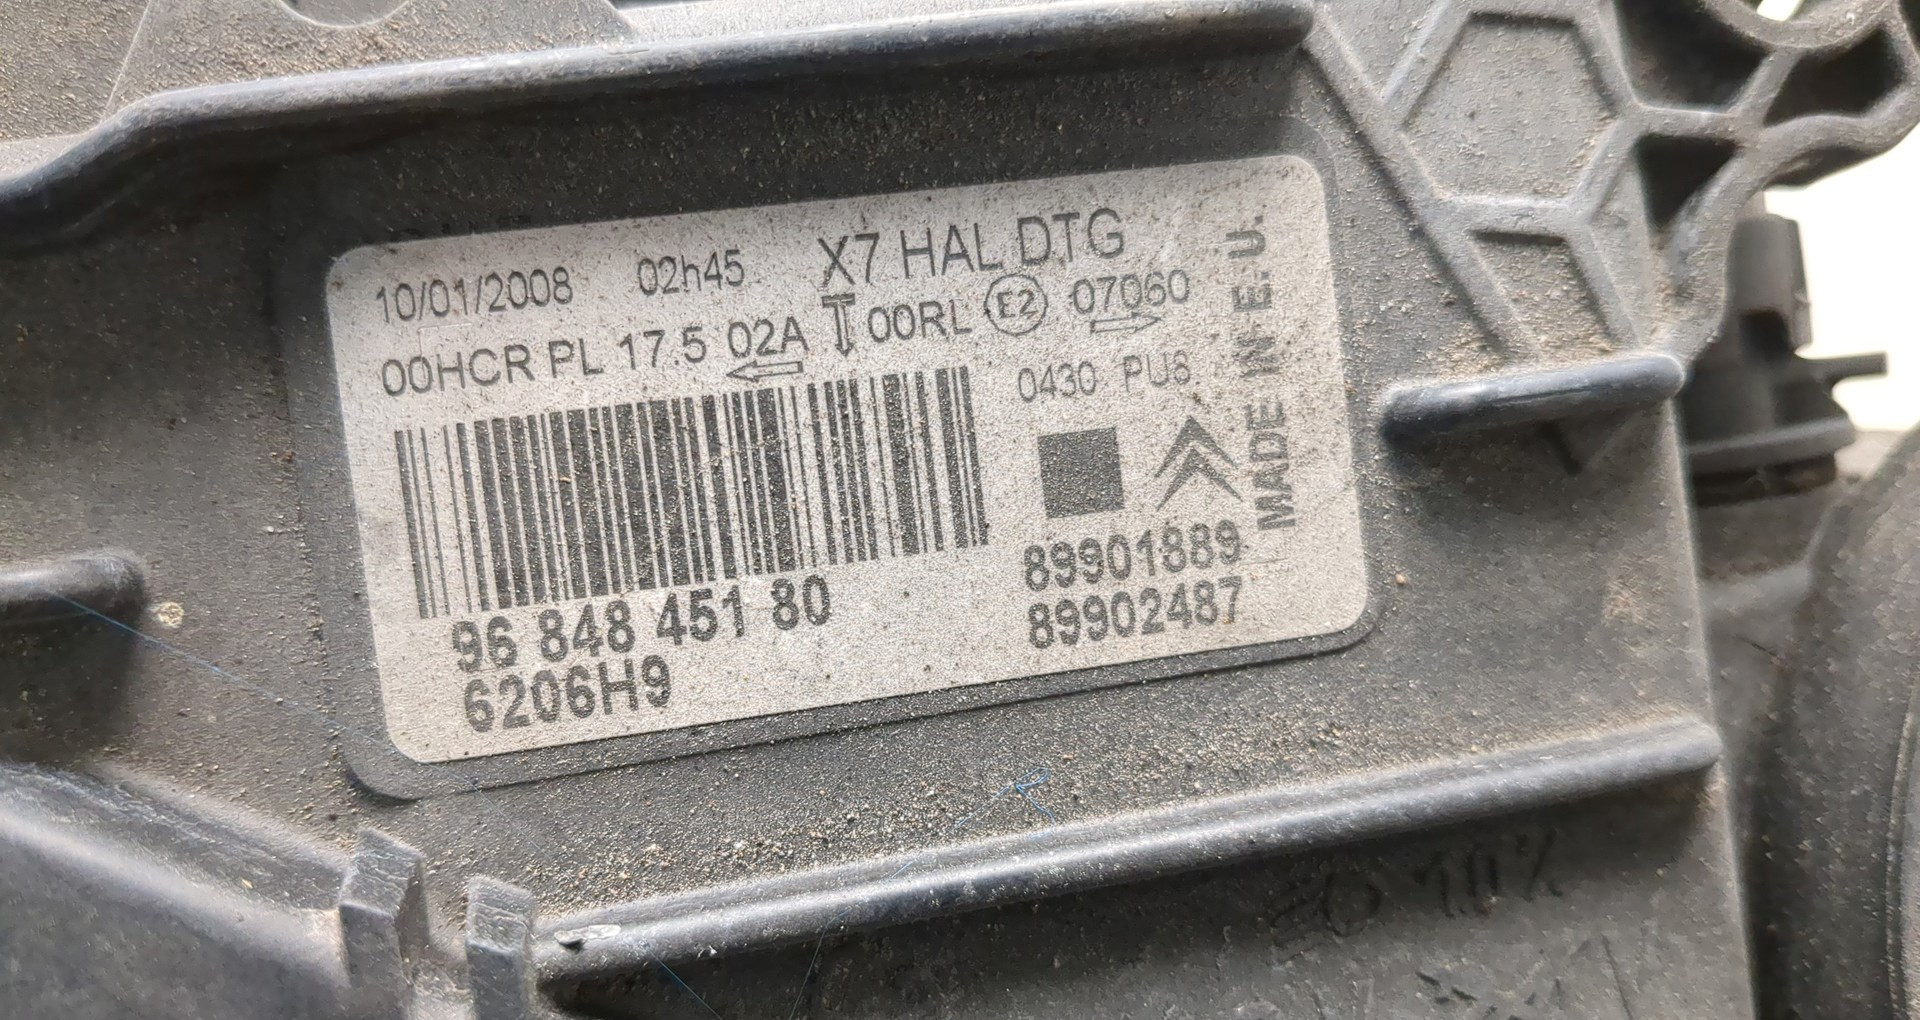 10/01/2008 02h45 X7 HAL DTG
00HCR PL 17.5 02A 00RL E2 07060
0430 PU8
MADE IN E.U.
96 848 451 80
6206H9
89901889
89902487